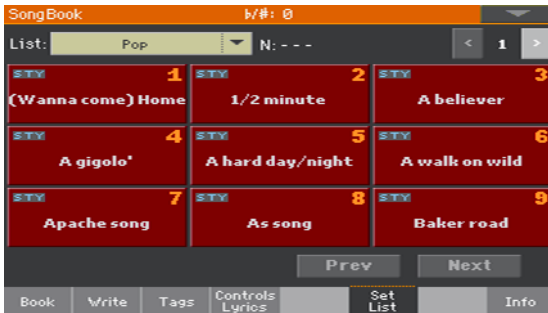 SongBook ♭/#: 0
List: Pop N: - - - < 1 >
STY 1 STY 2 STY 3
(Wanna come) Home 1/2 minute A believer
STY 4 STY 5 STY 6
A gigolo' A hard day/night A walk on wild
STY 7 STY 8 STY 9
Apache song As song Baker road
Prev Next
Book Write Tags Controls Lyrics Set List Info